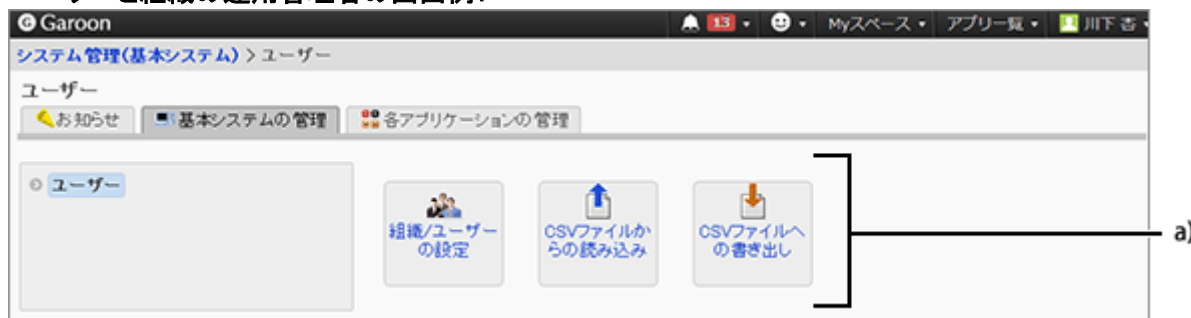 Garoon 13 Myスペース アプリ一覧 川下 杏
システム管理(基本システム) > ユーザー
ユーザー
お知らせ 基本システムの管理 各アプリケーションの管理
ユーザー
組織/ユーザー
の設定
CSVファイルか
らの読み込み
CSVファイルへ
の書き出し
a)